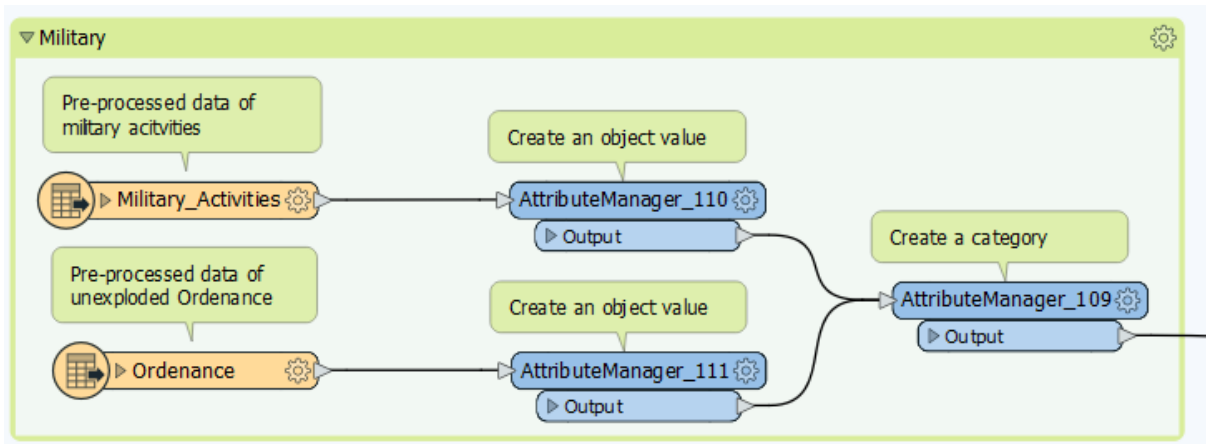 Military
Pre-processed data of
military acitvities
Create an object value
Military_Activities
AttributeManager_110
Output
Create a category
Pre-processed data of
unexploded Ordenance
Create an object value
AttributeManager_109
Output
Ordenance
AttributeManager_111
Output